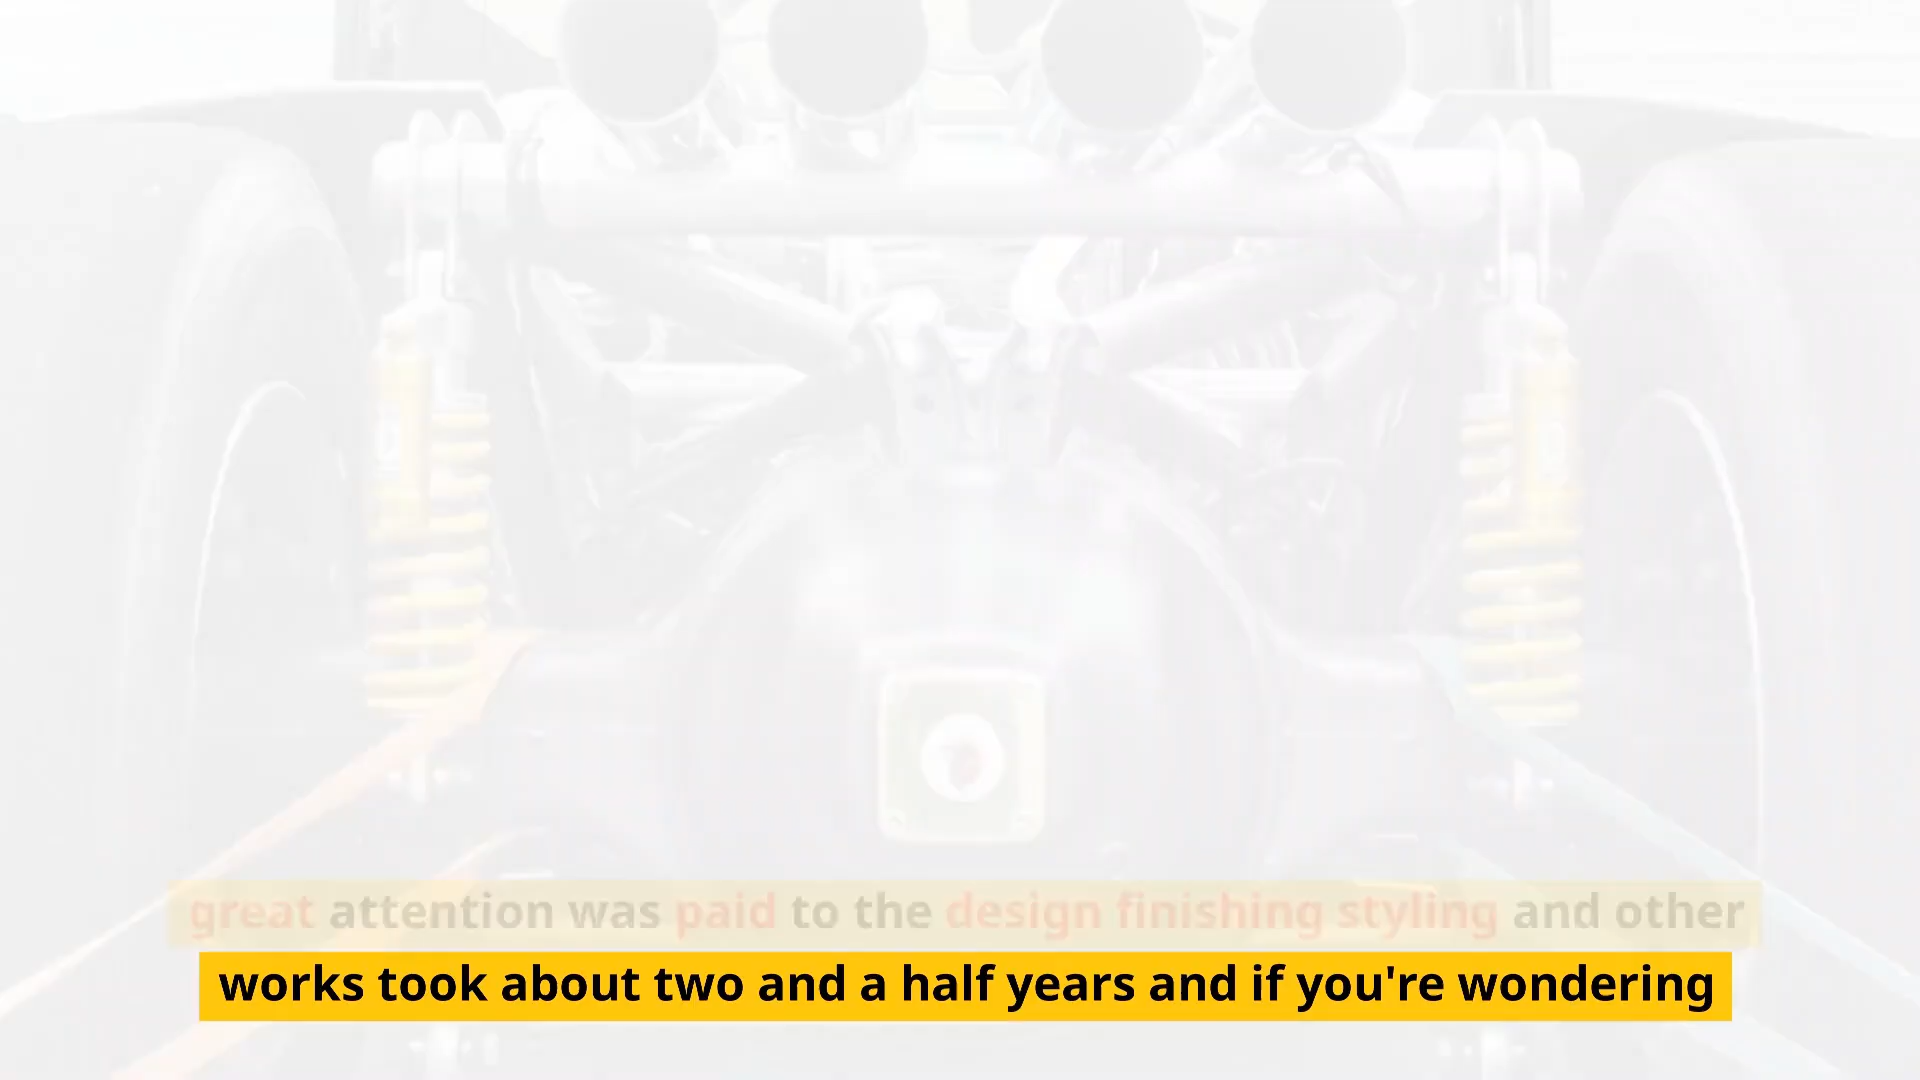 great attention was paid to the design finishing styling and other
works took about two and a half years and if you're wondering